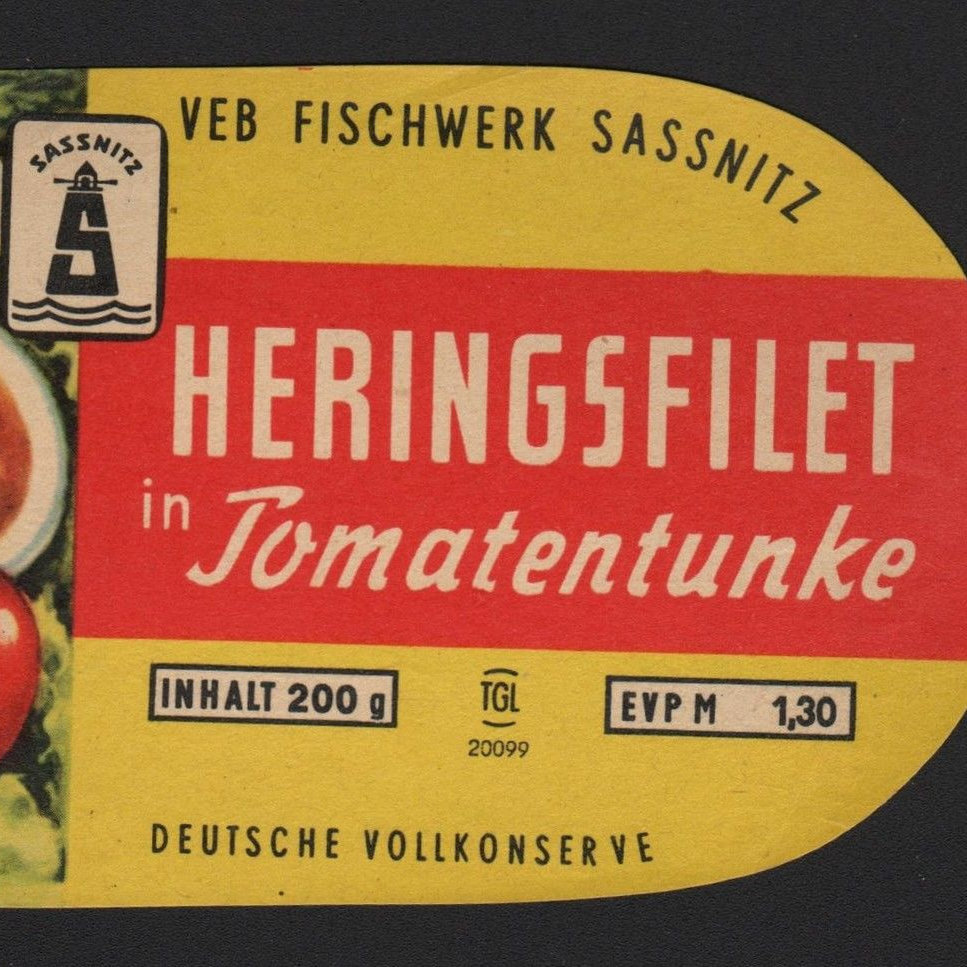 VEB FISCHWERK SASSNITZ
SASSNITZ
S
HERINGSFILET
in Tomatentunke
INHALT 200 g
TGL
20099
EVP M 1,30
DEUTSCHE VOLLKONSERVE